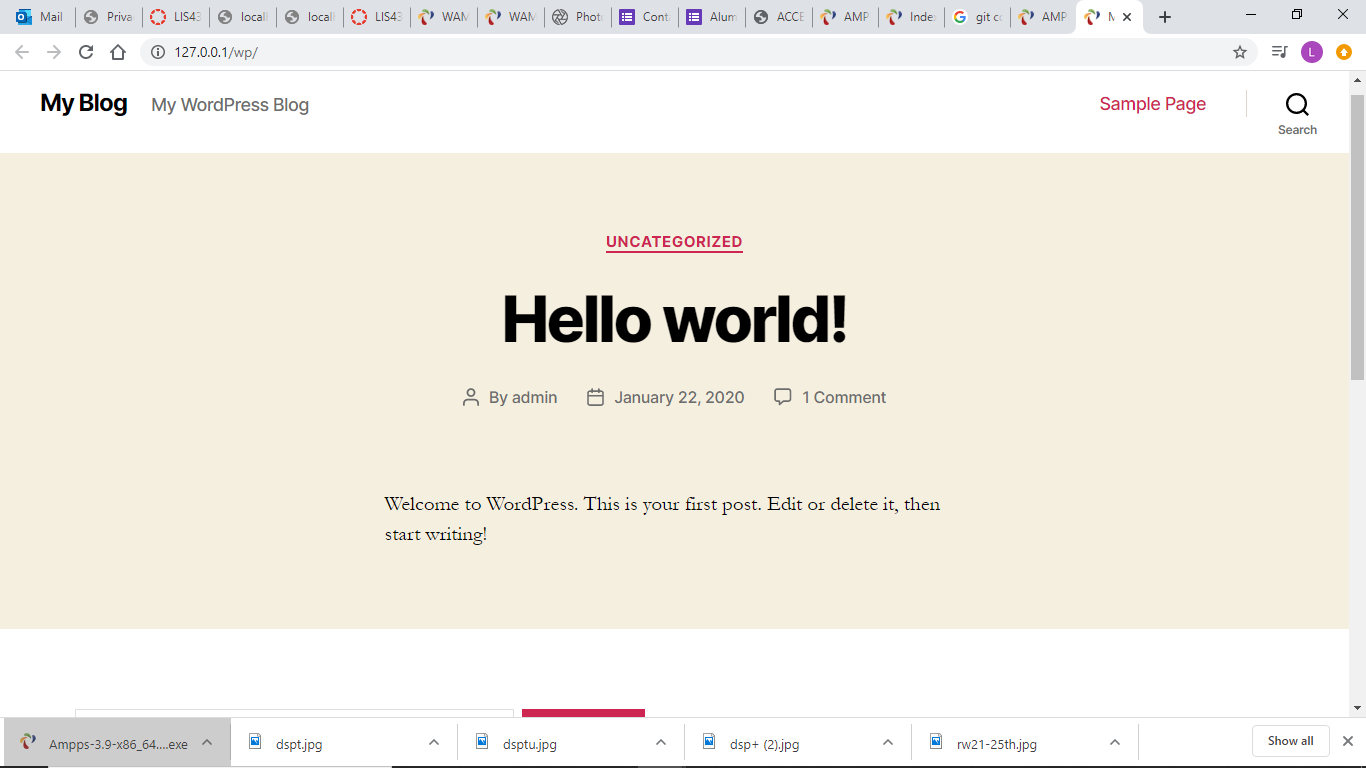 Mail Priva LIS43 locall locall LIS43 WAM WAM Phot Cont Alum ACCE AMP Inde git co AMP M
127.0.0.1/wp/ L
My Blog My WordPress Blog Sample Page
Search
UNCATEGORIZED
Hello world!
By admin January 22, 2020 1 Comment
Welcome to WordPress. This is your first post. Edit or delete it, then
start writing!
Ampps-3.9-x86_64....exe dspt.jpg dsptu.jpg dsp+ (2).jpg rw21-25th.jpg Show all